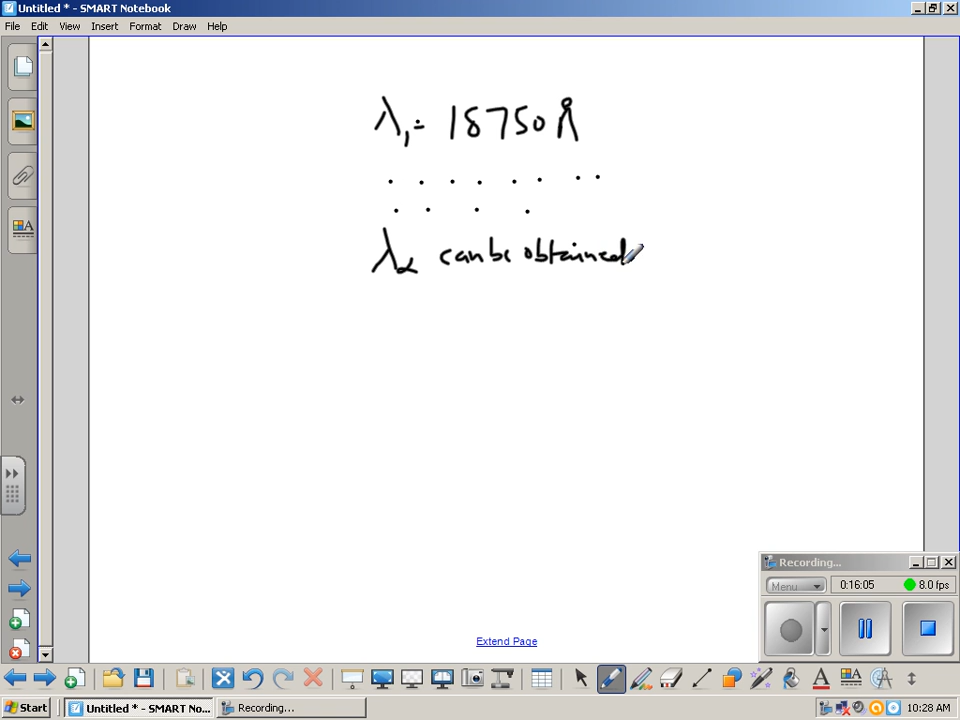 Untitled * - SMART Notebook
File Edit View Insert Format Draw Help
λ₁ = 18750 Å
. . . . . . . .
. . . .
λα can be obtained
Recording...
Menu 0:16:05 8.0 fps
Extend Page
Start Untitled * - SMART No... Recording... 10:28 AM